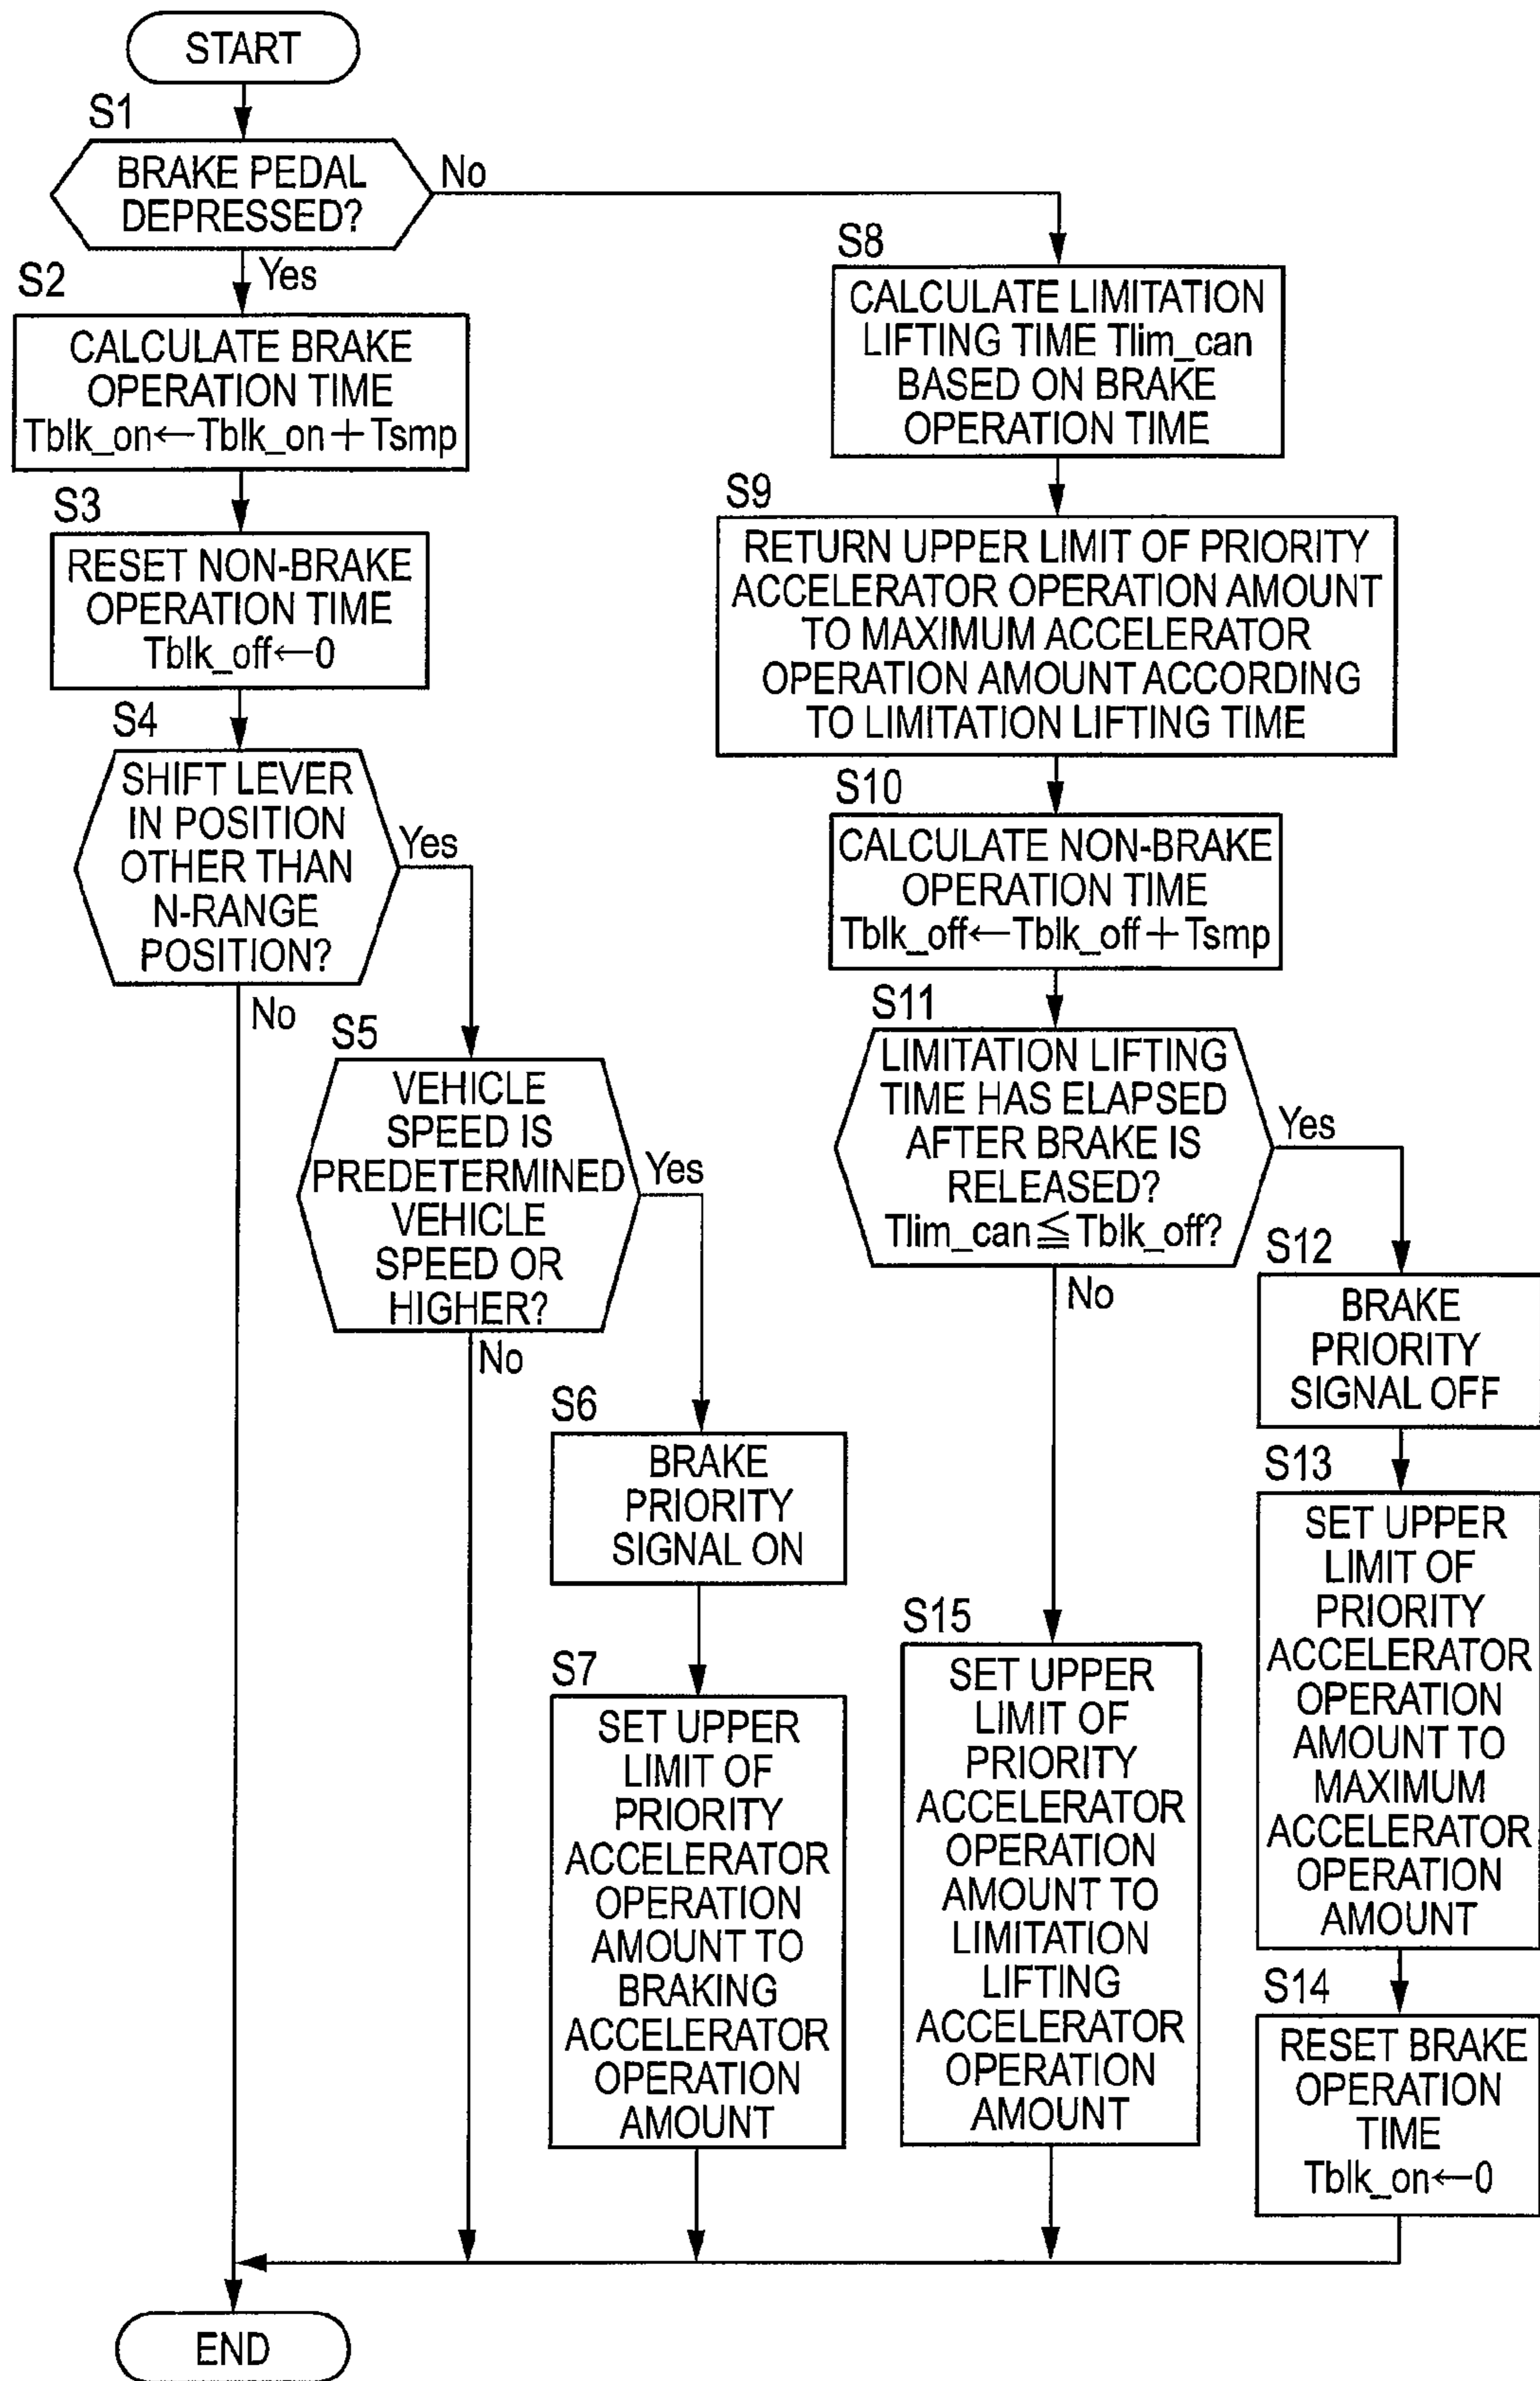 START
S1
BRAKE PEDAL
DEPRESSED?
No
Yes
S2
CALCULATE BRAKE
OPERATION TIME
Tblk_on←Tblk_on+Tsmp
S3
RESET NON-BRAKE
OPERATION TIME
Tblk_off←0
S4
SHIFT LEVER
IN POSITION
OTHER THAN
N-RANGE
POSITION?
Yes
No
S5
VEHICLE
SPEED IS
PREDETERMINED
VEHICLE
SPEED OR
HIGHER?
Yes
No
S6
BRAKE
PRIORITY
SIGNAL ON
S7
SET UPPER
LIMIT OF
PRIORITY
ACCELERATOR
OPERATION
AMOUNT TO
BRAKING
ACCELERATOR
OPERATION
AMOUNT
S8
CALCULATE LIMITATION
LIFTING TIME Tlim_can
BASED ON BRAKE
OPERATION TIME
S9
RETURN UPPER LIMIT OF PRIORITY
ACCELERATOR OPERATION AMOUNT
TO MAXIMUM ACCELERATOR
OPERATION AMOUNT ACCORDING
TO LIMITATION LIFTING TIME
S10
CALCULATE NON-BRAKE
OPERATION TIME
Tblk_off←Tblk_off+Tsmp
S11
LIMITATION LIFTING
TIME HAS ELAPSED
AFTER BRAKE IS
RELEASED?
Tlim_can≦Tblk_off?
Yes
No
S12
BRAKE
PRIORITY
SIGNAL OFF
S13
SET UPPER
LIMIT OF
PRIORITY
ACCELERATOR
OPERATION
AMOUNT TO
MAXIMUM
ACCELERATOR
OPERATION
AMOUNT
S14
RESET BRAKE
OPERATION
TIME
Tblk_on←0
S15
SET UPPER
LIMIT OF
PRIORITY
ACCELERATOR
OPERATION
AMOUNT TO
LIMITATION
LIFTING
ACCELERATOR
OPERATION
AMOUNT
END